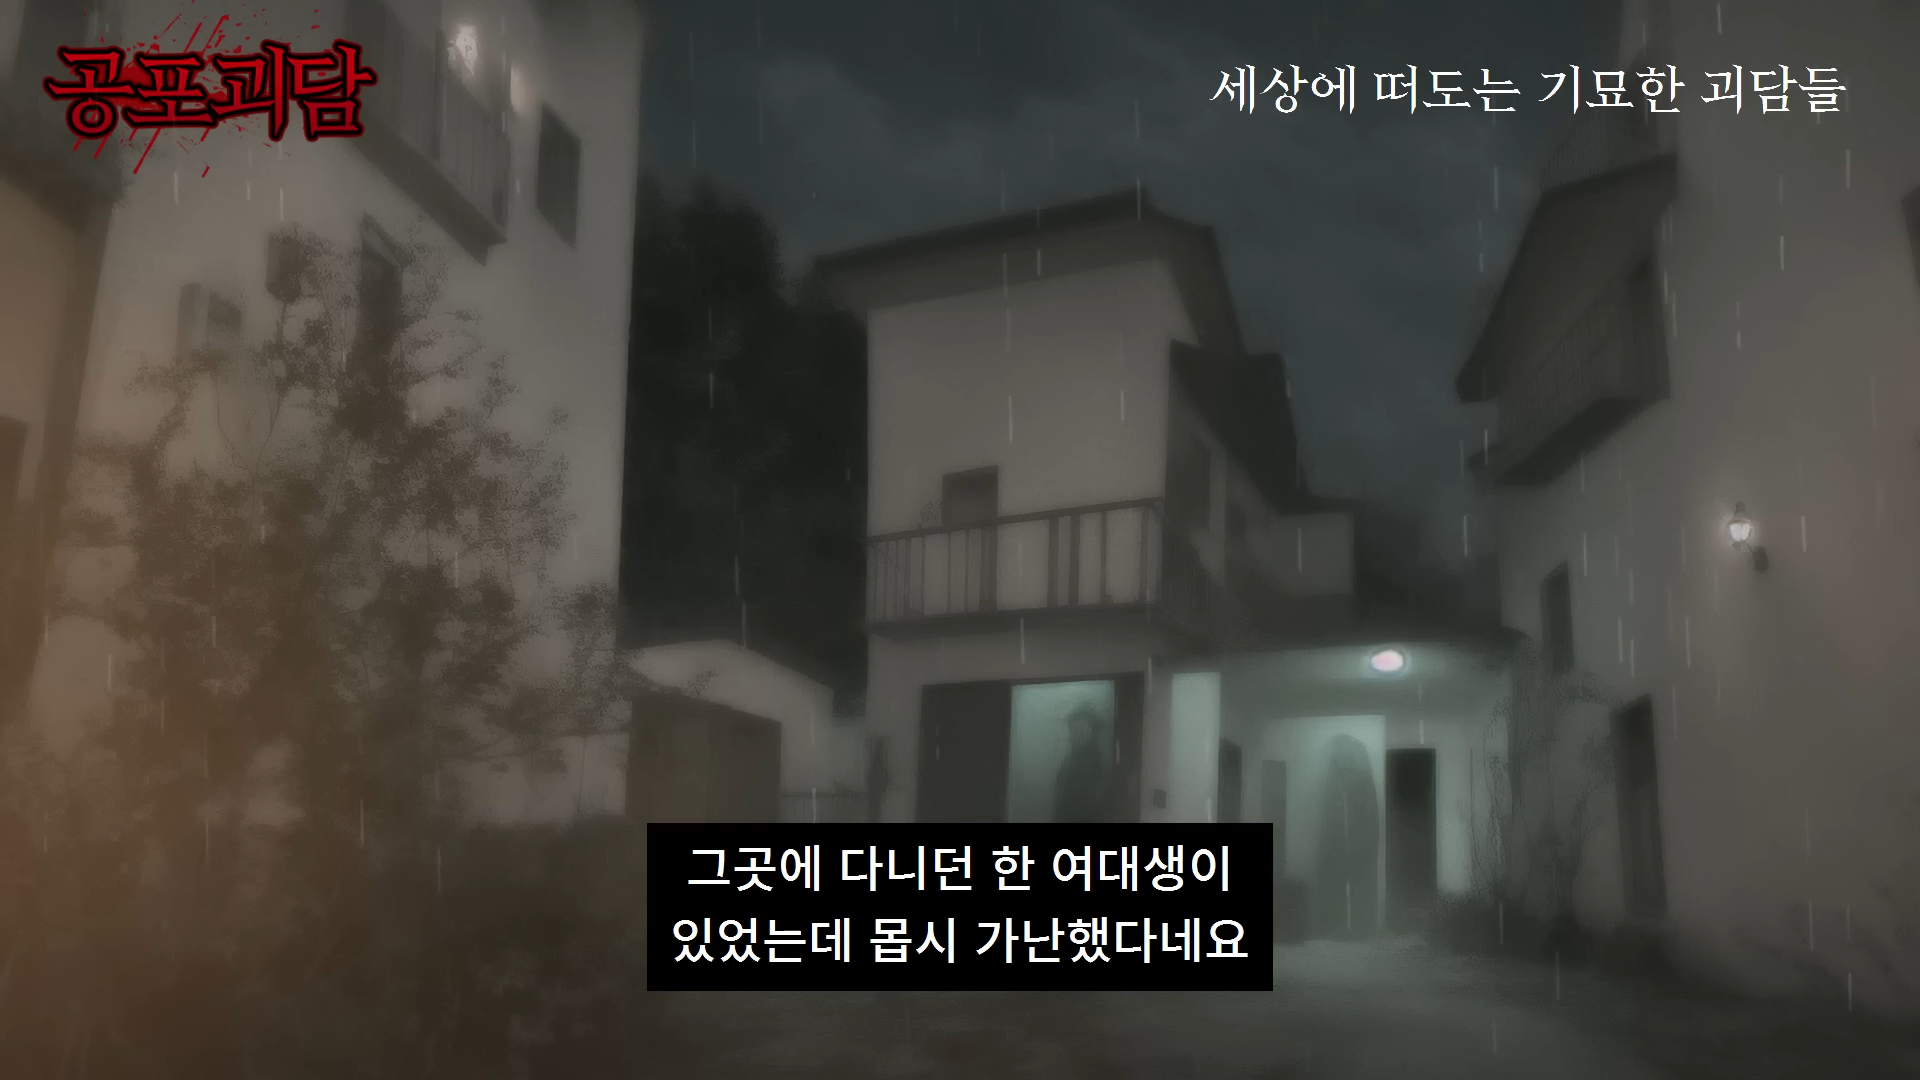 공포괴담
세상에 떠도는 기묘한 괴담들
그곳에 다니던 한 여대생이
있었는데 몹시 가난했다네요